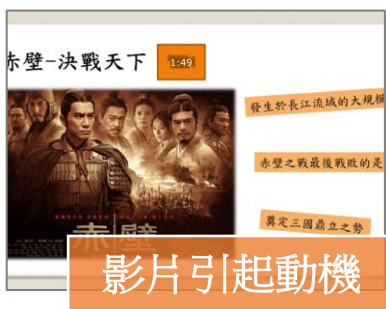 赤壁-決戰天下
1:49
發生於長江流域的大規模
赤壁之戰最後戰敗的是
奠定三國鼎立之勢
赤壁
影片引起動機